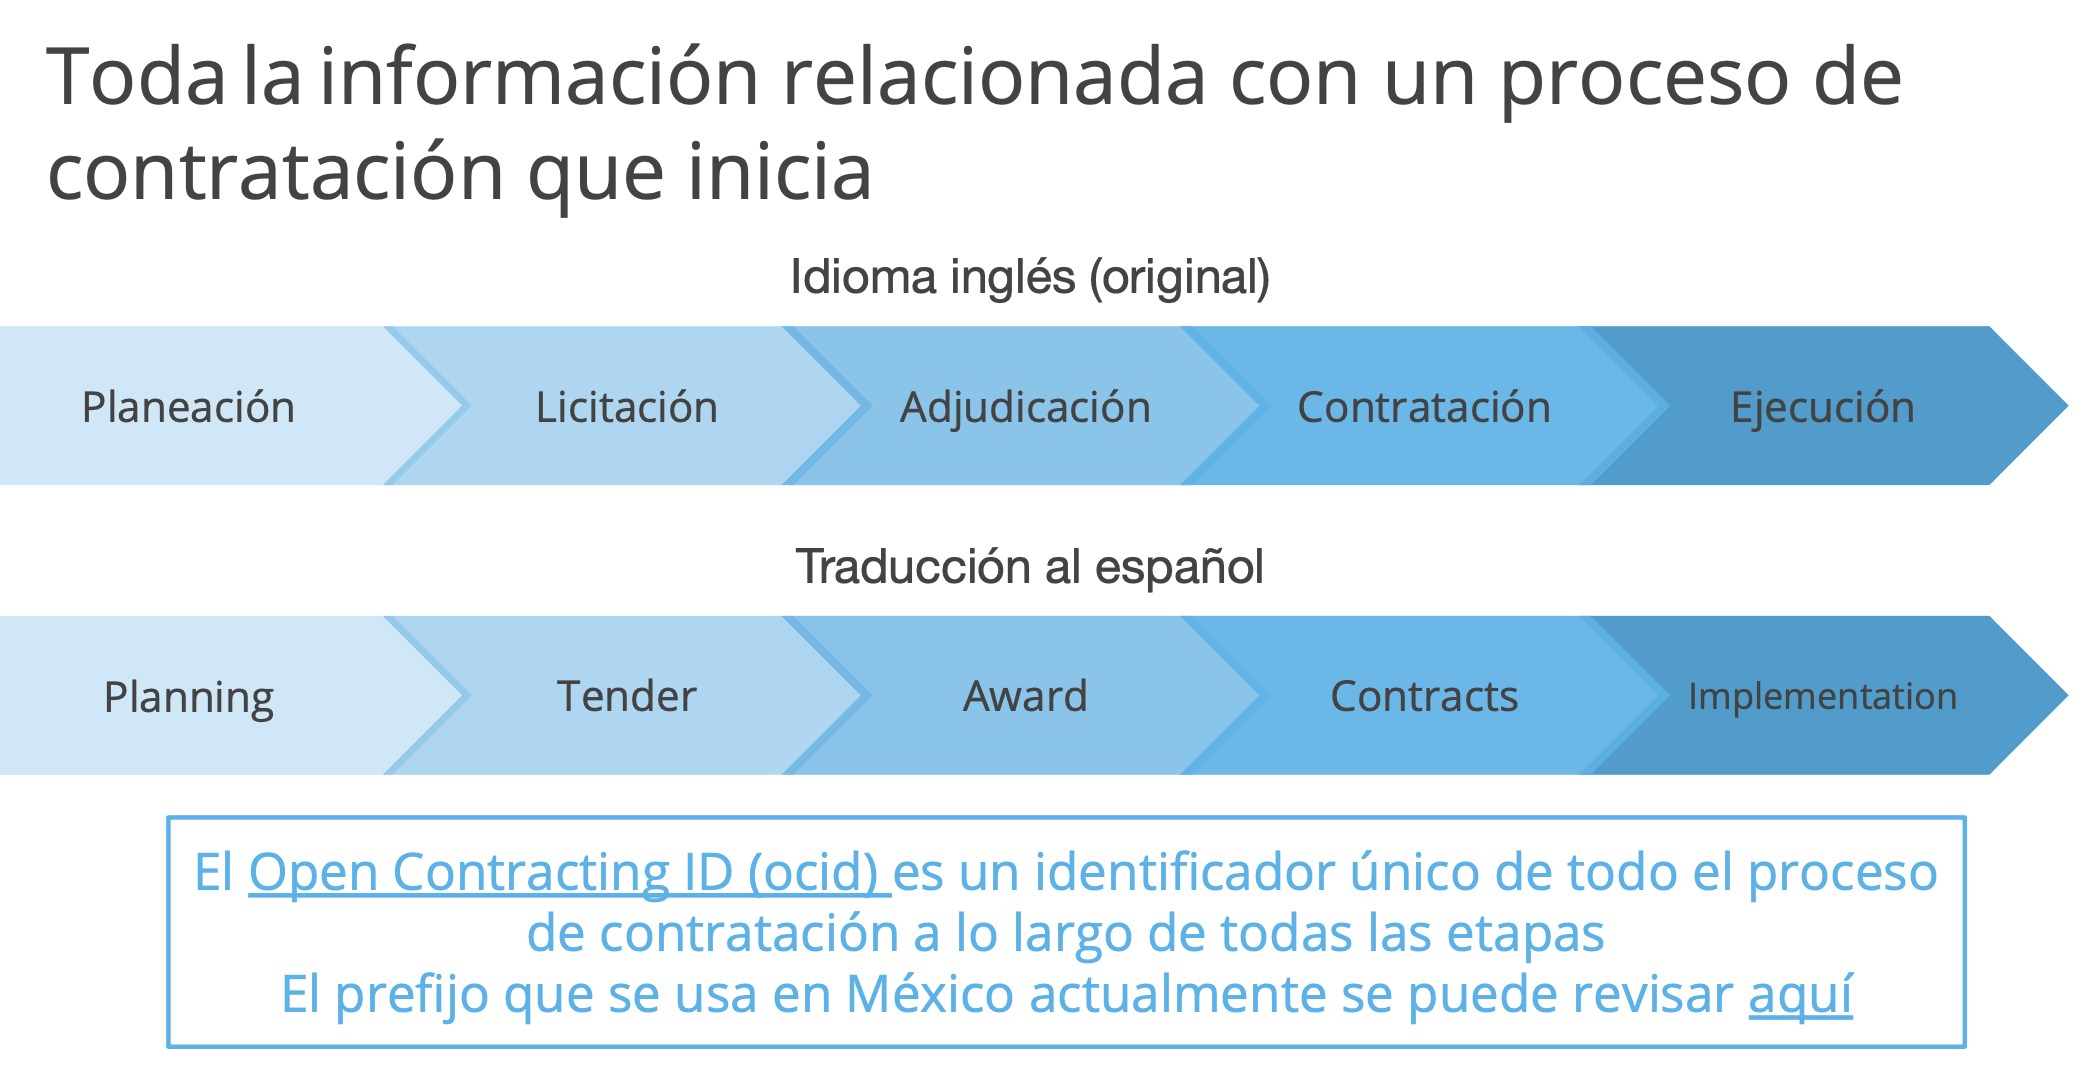 Toda la información relacionada con un proceso de
contratación que inicia
Idioma inglés (original)
Planeación Licitación Adjudicación Contratación Ejecución
Traducción al español
Planning Tender Award Contracts Implementation
El Open Contracting ID (ocid) es un identificador único de todo el proceso
de contratación a lo largo de todas las etapas
El prefijo que se usa en México actualmente se puede revisar aquí